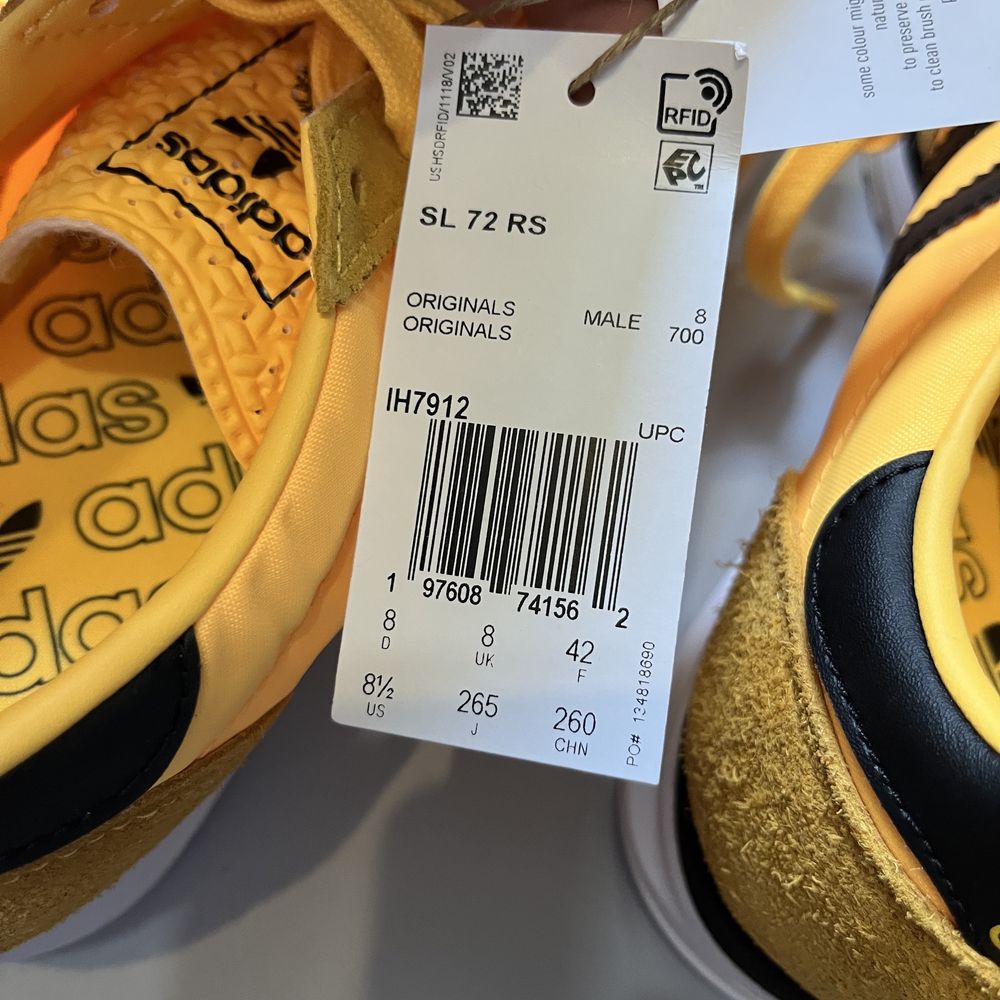 USHSDRFID/1118/V02
RFID
EPC
TM
SL 72 RS
ORIGINALS
ORIGINALS
MALE
8
700
IH7912
UPC
1 97608 74156 2
8
D
8
UK
42
F
8½
US
265
J
260
CHN
PO# 134818690
some colour
to preserve
to clean brush
adidas
adidas